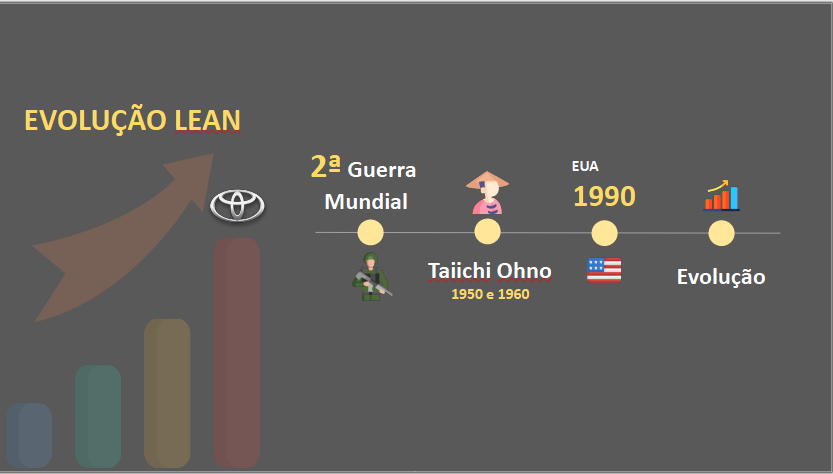 EVOLUÇÃO LEAN
2ª Guerra
Mundial
Taiichi Ohno
1950 e 1960
EUA
1990
Evolução